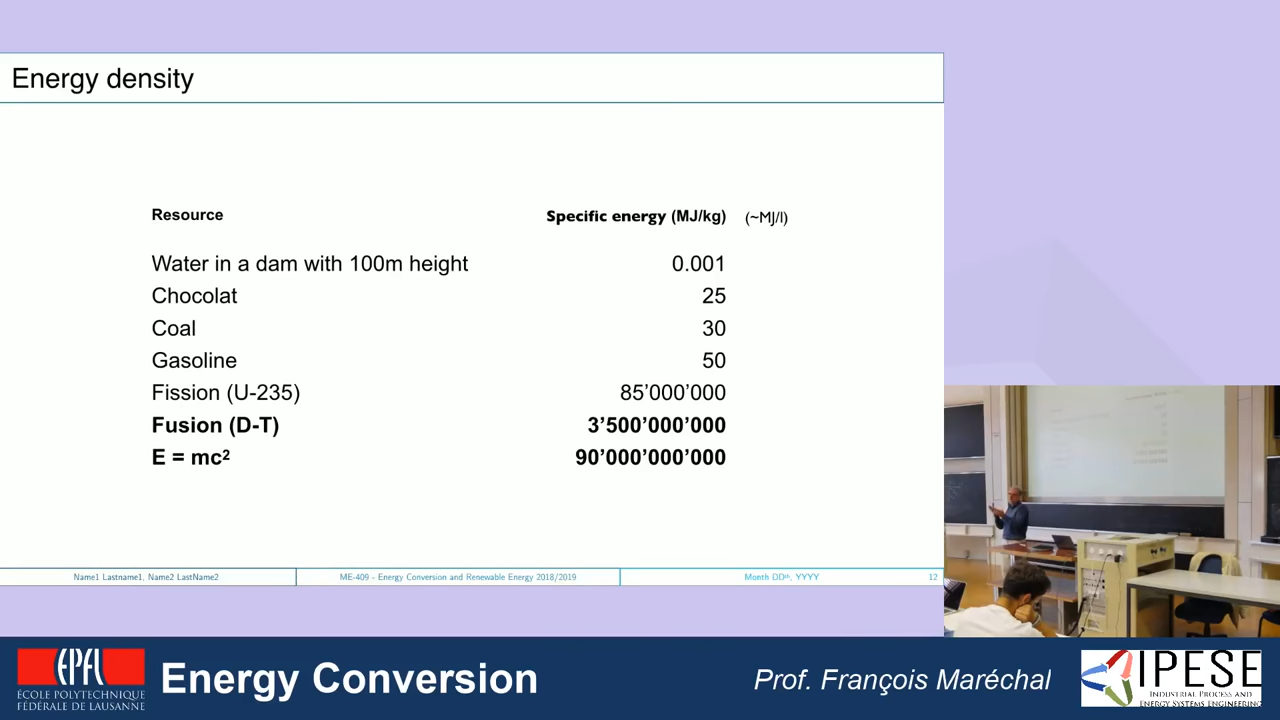 Energy density
Resource Specific energy (MJ/kg) (~MJ/l)
Water in a dam with 100m height 0.001
Chocolat 25
Coal 30
Gasoline 50
Fission (U-235) 85’000’000
Fusion (D-T) 3’500’000’000
E = mc² 90’000’000’000
Name1 Lastname1, Name2 LastName2 ME-409 - Energy Conversion and Renewable Energy 2018/2019 Month DDᵗʰ, YYYY 12
EPFL
ÉCOLE POLYTECHNIQUE
FÉDÉRALE DE LAUSANNE
Energy Conversion
Prof. François Maréchal
IPESE
Industrial Process and
Energy Systems Engineering